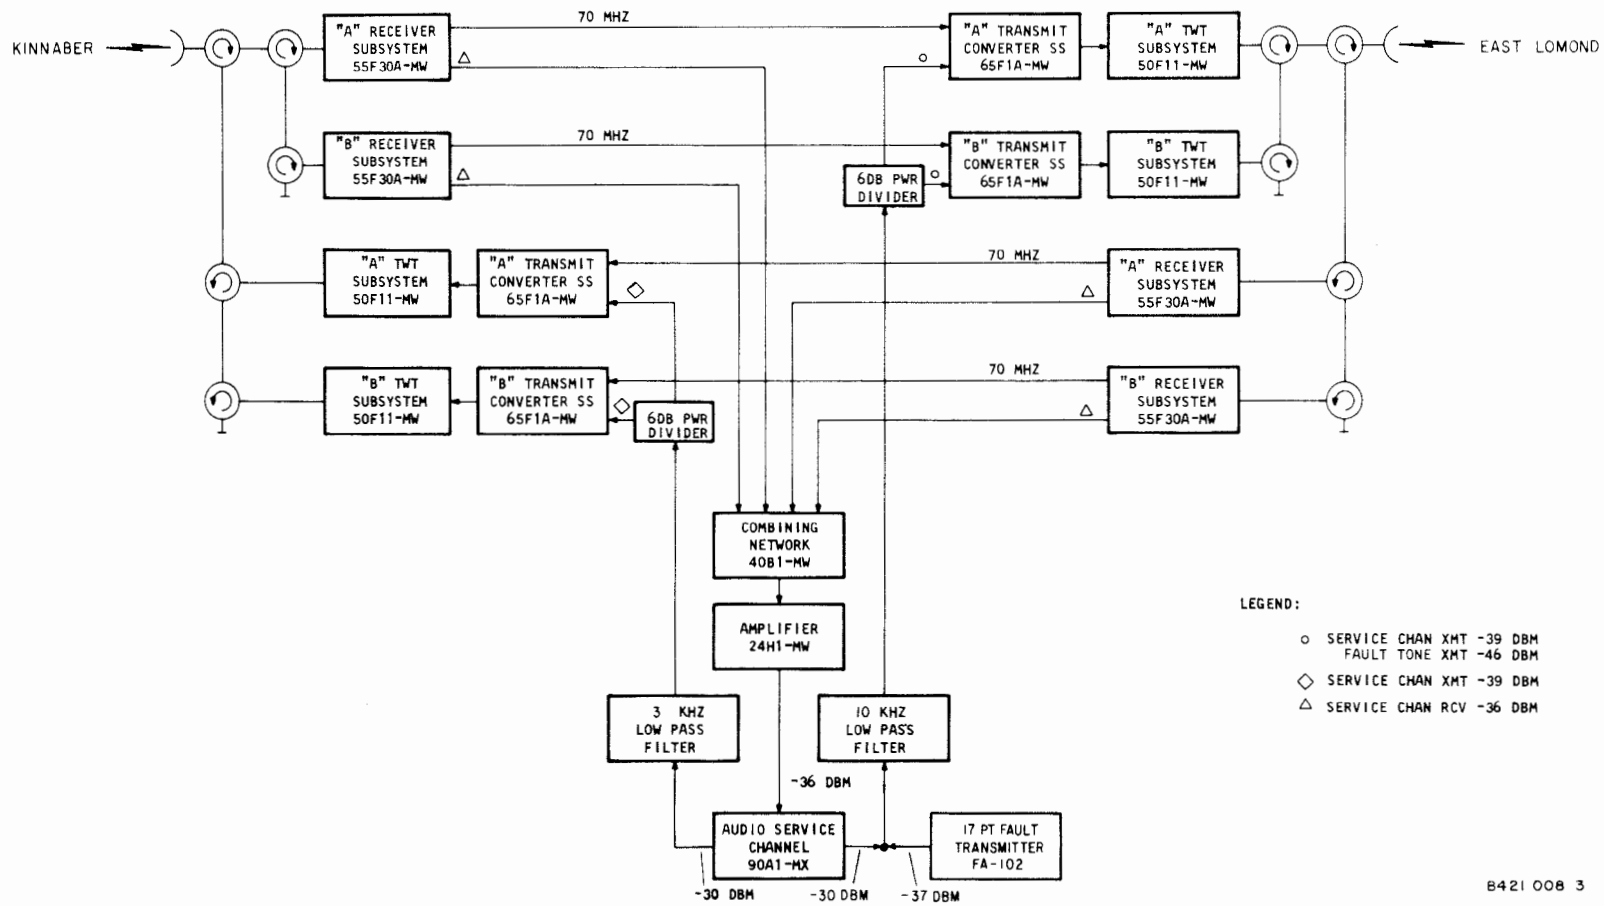 KINNABER
"A" RECEIVER
SUBSYSTEM
55F30A-MW
70 MHZ
"A" TRANSMIT
CONVERTER SS
65F1A-MW
"A" TWT
SUBSYSTEM
50F11-MW
EAST LOMOND
"B" RECEIVER
SUBSYSTEM
55F30A-MW
70 MHZ
6DB PWR
DIVIDER
"B" TRANSMIT
CONVERTER SS
65F1A-MW
"B" TWT
SUBSYSTEM
50F11-MW
"A" TWT
SUBSYSTEM
50F11-MW
"A" TRANSMIT
CONVERTER SS
65F1A-MW
70 MHZ
"A" RECEIVER
SUBSYSTEM
55F30A-MW
"B" TWT
SUBSYSTEM
50F11-MW
"B" TRANSMIT
CONVERTER SS
65F1A-MW
6DB PWR
DIVIDER
70 MHZ
"B" RECEIVER
SUBSYSTEM
55F30A-MW
COMBINING
NETWORK
40B1-MW
AMPLIFIER
24H1-MW
3 KHZ
LOW PASS
FILTER
10 KHZ
LOW PASS
FILTER
-36 DBM
AUDIO SERVICE
CHANNEL
90A1-MX
17 PT FAULT
TRANSMITTER
FA-102
-30 DBM
-30 DBM
-37 DBM
LEGEND:
SERVICE CHAN XMT -39 DBM
FAULT TONE XMT -46 DBM
SERVICE CHAN XMT -39 DBM
SERVICE CHAN RCV -36 DBM
B421 008 3